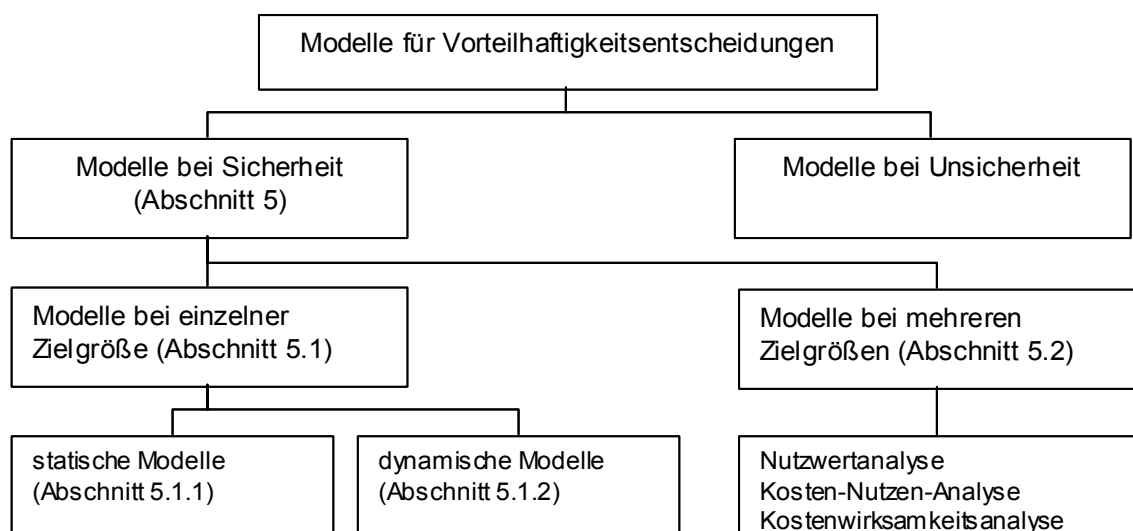 Modelle für Vorteilhaftigkeitsentscheidungen
Modelle bei Sicherheit
(Abschnitt 5)
Modelle bei Unsicherheit
Modelle bei einzelner
Zielgröße (Abschnitt 5.1)
Modelle bei mehreren
Zielgrößen (Abschnitt 5.2)
statische Modelle
(Abschnitt 5.1.1)
dynamische Modelle
(Abschnitt 5.1.2)
Nutzwertanalyse
Kosten-Nutzen-Analyse
Kostenwirksamkeitsanalyse